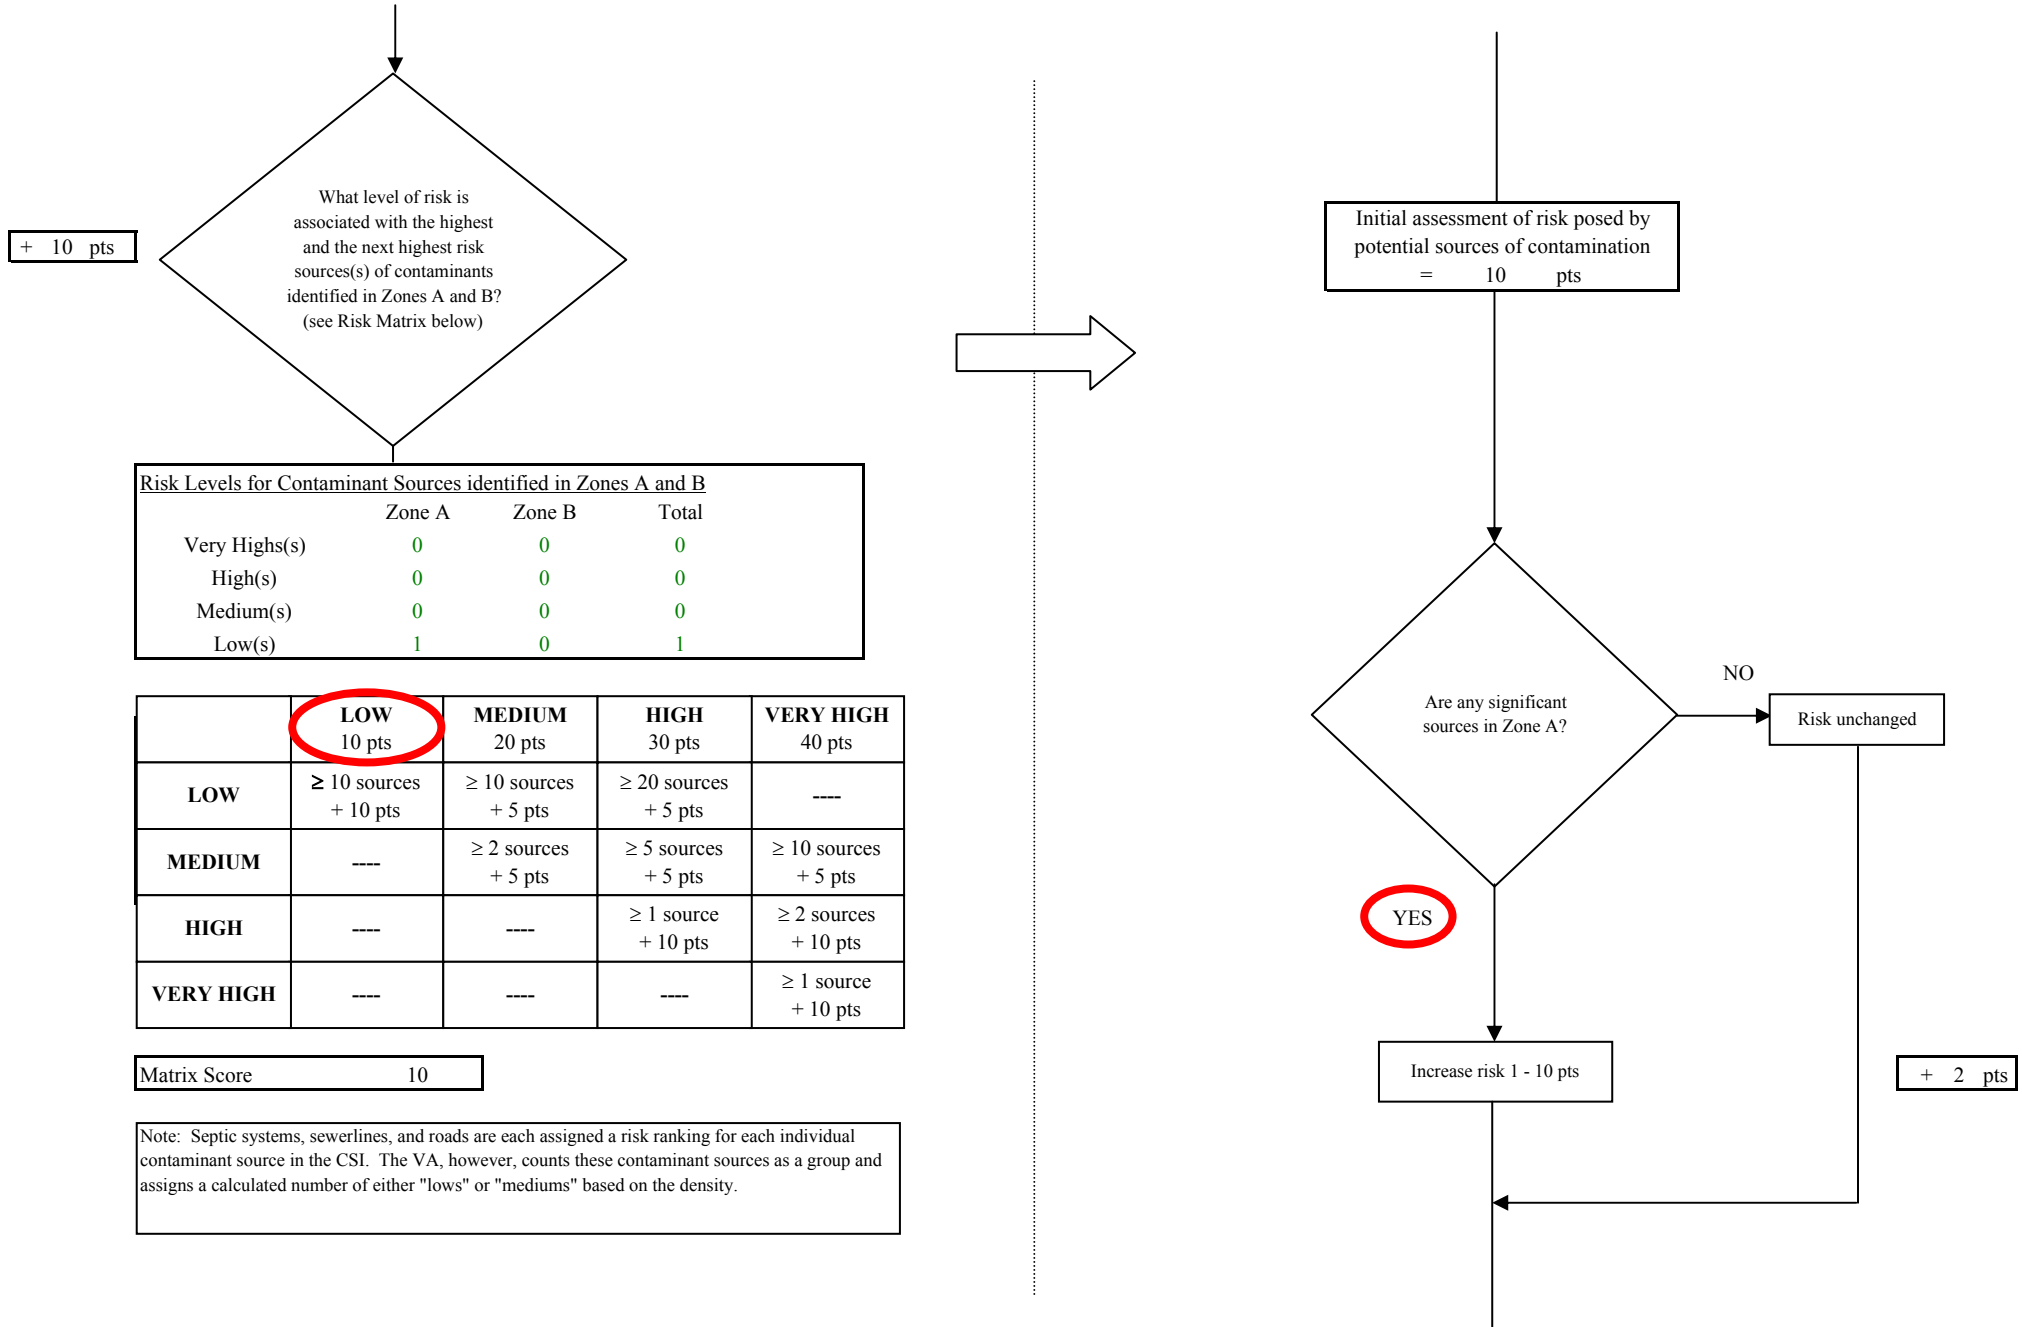 What level of risk is
associated with the highest
and the next highest risk
sources(s) of contaminants
identified in Zones A and B?
(see Risk Matrix below)
+ 10 pts
Risk Levels for Contaminant Sources identified in Zones A and B
Zone A Zone B Total
Very Highs(s) 0 0 0
High(s) 0 0 0
Medium(s) 0 0 0
Low(s) 1 0 1
LOW MEDIUM HIGH VERY HIGH
10 pts 20 pts 30 pts 40 pts
LOW ≥ 10 sources ≥ 10 sources ≥ 20 sources ----
+ 10 pts + 5 pts + 5 pts
MEDIUM ---- ≥ 2 sources ≥ 5 sources ≥ 10 sources
+ 5 pts + 5 pts + 5 pts
HIGH ---- ---- ≥ 1 source ≥ 2 sources
+ 10 pts + 10 pts
VERY HIGH ---- ---- ---- ≥ 1 source
+ 10 pts
Matrix Score 10
Note: Septic systems, sewerlines, and roads are each assigned a risk ranking for each individual
contaminant source in the CSI. The VA, however, counts these contaminant sources as a group and
assigns a calculated number of either "lows" or "mediums" based on the density.
Initial assessment of risk posed by
potential sources of contamination
= 10 pts
Are any significant
sources in Zone A?
NO
Risk unchanged
YES
Increase risk 1 - 10 pts
+ 2 pts